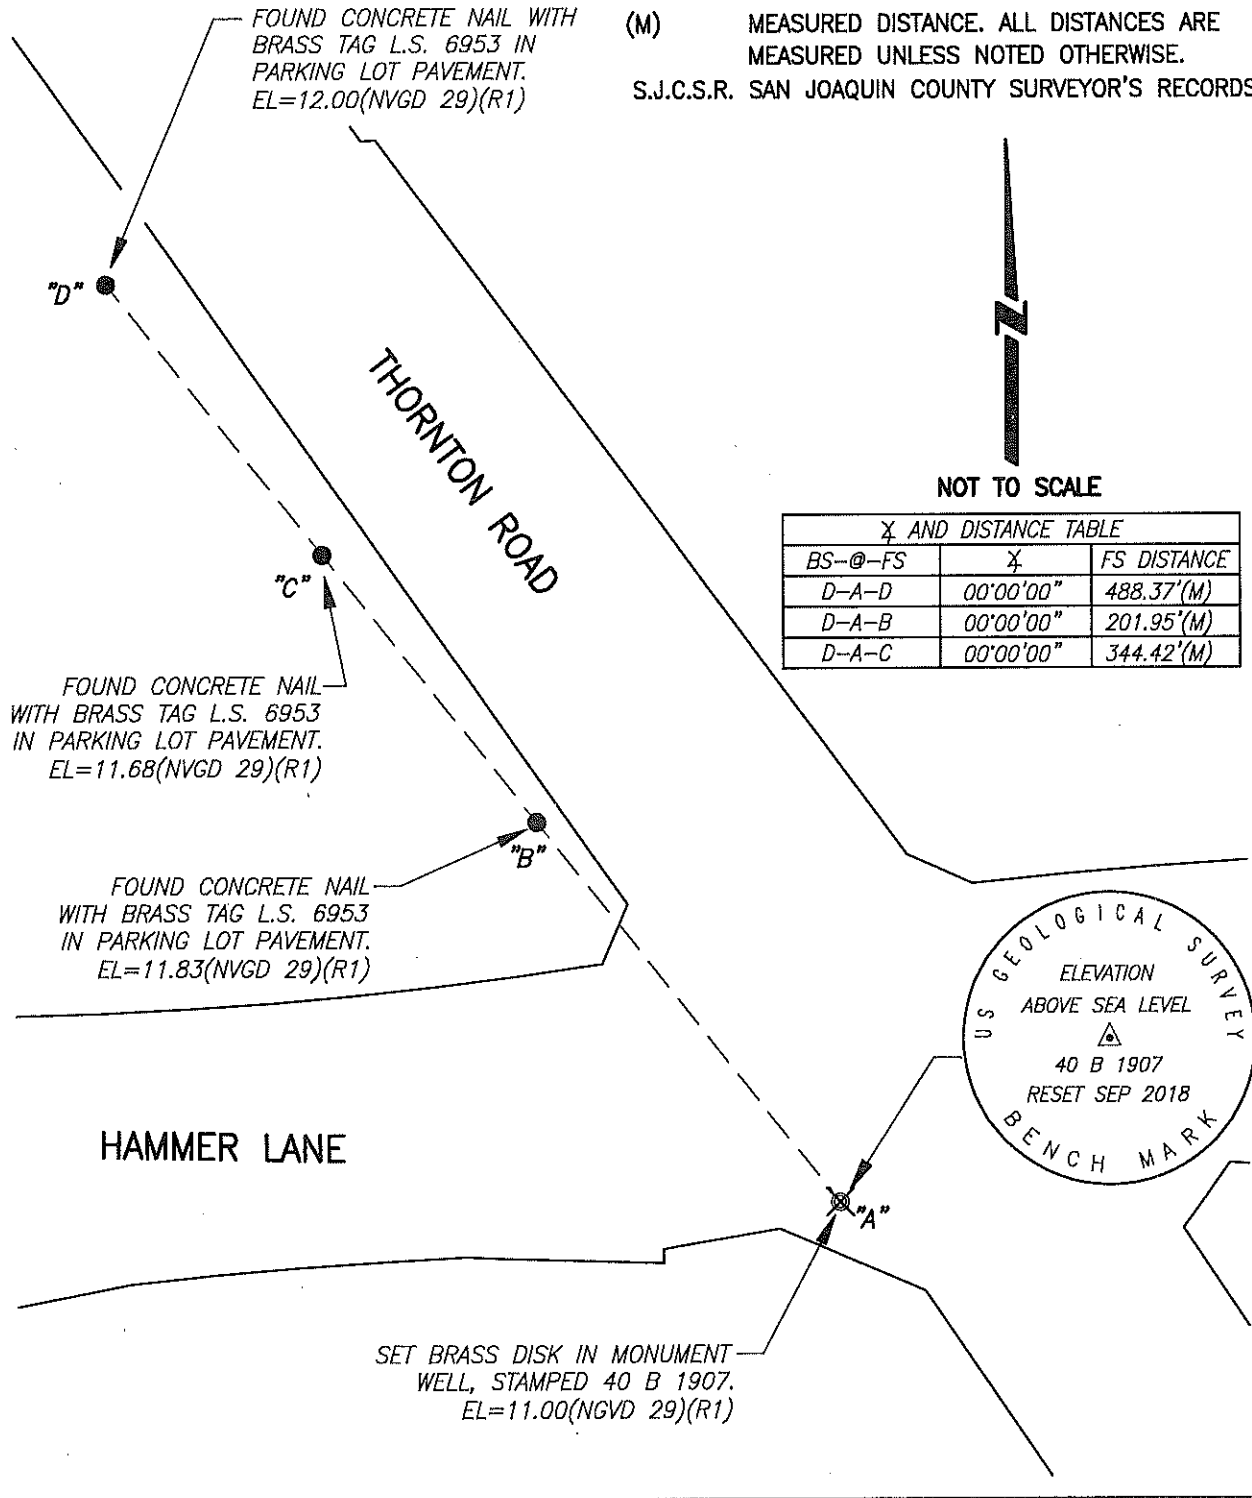 FOUND CONCRETE NAIL WITH
BRASS TAG L.S. 6953 IN
PARKING LOT PAVEMENT.
EL=12.00(NVGD 29)(R1)
(M) MEASURED DISTANCE. ALL DISTANCES ARE
MEASURED UNLESS NOTED OTHERWISE.
S.J.C.S.R. SAN JOAQUIN COUNTY SURVEYOR'S RECORDS
"D"
THORNTON ROAD
N
NOT TO SCALE
∡ AND DISTANCE TABLE
BS-@-FS ∡ FS DISTANCE
D-A-D 00°00'00" 488.37'(M)
D-A-B 00°00'00" 201.95'(M)
D-A-C 00°00'00" 344.42'(M)
"C"
FOUND CONCRETE NAIL
WITH BRASS TAG L.S. 6953
IN PARKING LOT PAVEMENT.
EL=11.68(NVGD 29)(R1)
"B"
FOUND CONCRETE NAIL
WITH BRASS TAG L.S. 6953
IN PARKING LOT PAVEMENT.
EL=11.83(NVGD 29)(R1)
US GEOLOGICAL SURVEY
ELEVATION
ABOVE SEA LEVEL
40 B 1907
RESET SEP 2018
BENCH MARK
HAMMER LANE
"A"
SET BRASS DISK IN MONUMENT
WELL, STAMPED 40 B 1907.
EL=11.00(NGVD 29)(R1)